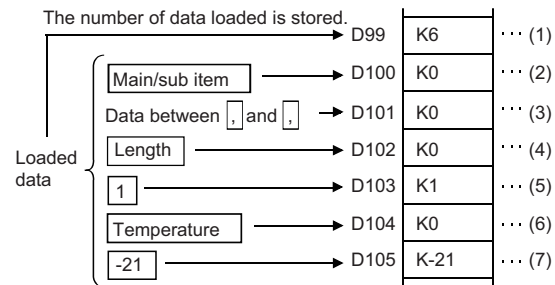 The number of data loaded is stored.
D99 K6 ··· (1)
Main/sub item D100 K0 ··· (2)
Data between , and , D101 K0 ··· (3)
Length D102 K0 ··· (4)
Loaded data
1 D103 K1 ··· (5)
Temperature D104 K0 ··· (6)
-21 D105 K-21 ··· (7)